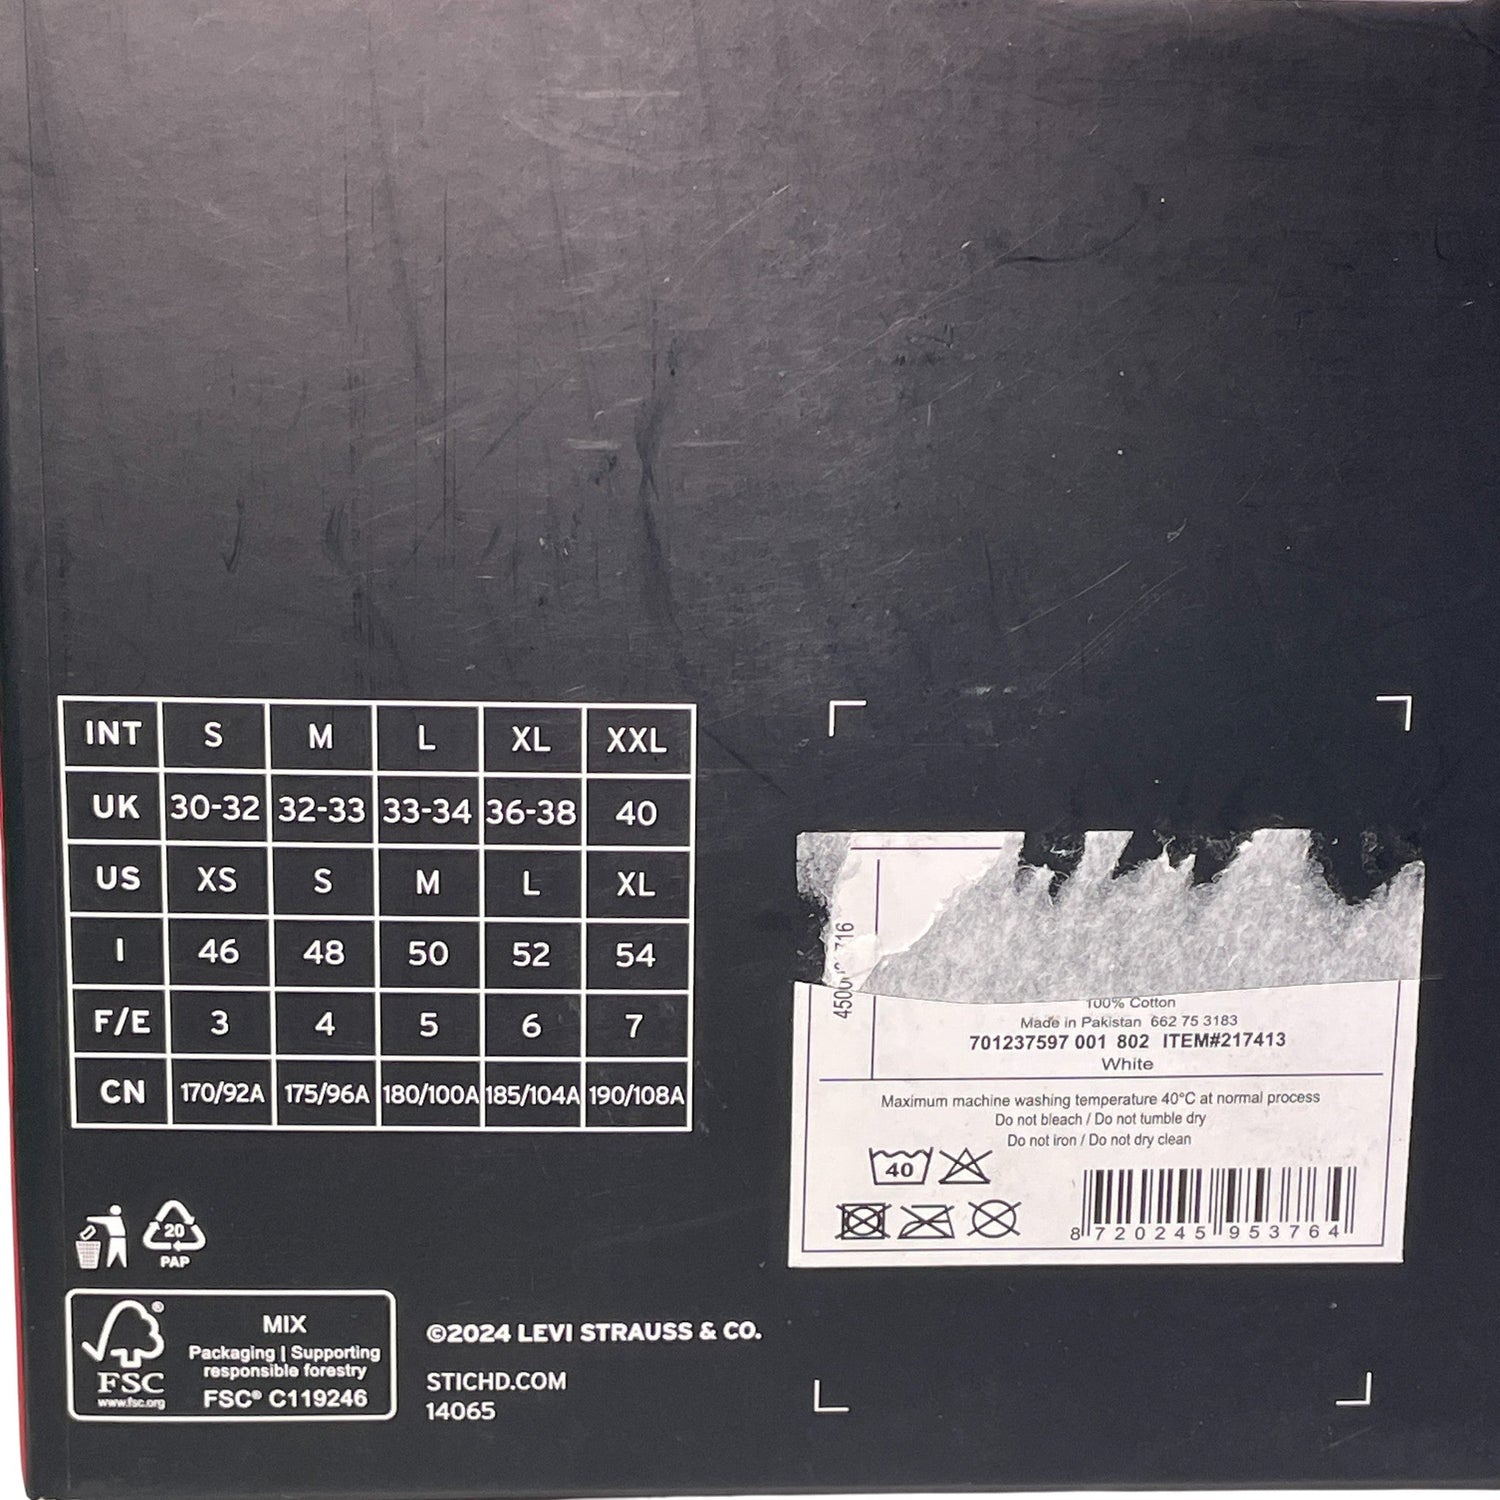 INT S M L XL XXL
UK 30-32 32-33 33-34 36-38 40
US XS S M L XL
I 46 48 50 52 54
F/E 3 4 5 6 7
CN 170/92A 175/96A 180/100A 185/104A 190/108A
20
PAP
FSC
www.fsc.org
MIX
Packaging | Supporting
responsible forestry
FSC® C119246
©2024 LEVI STRAUSS & CO.
STICHD.COM
14065
100% Cotton
Made in Pakistan 662 75 3183
701237597 001 802 ITEM#217413
White
Maximum machine washing temperature 40°C at normal process
Do not bleach / Do not tumble dry
Do not iron / Do not dry clean
40
8 720245 953764